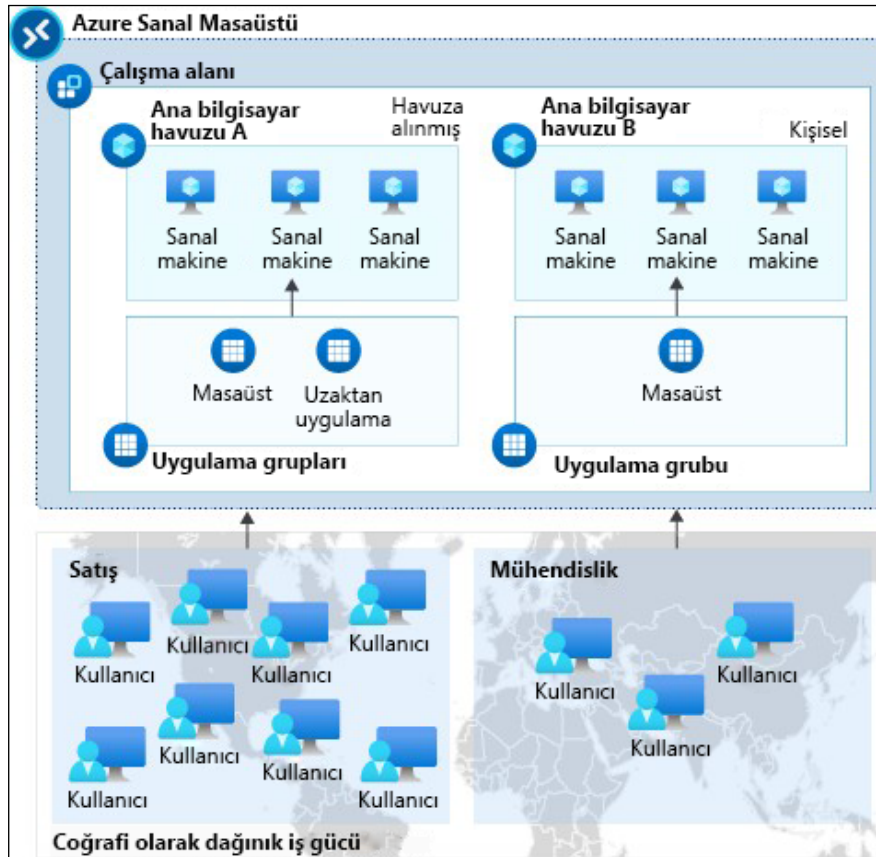 Azure Sanal Masaüstü
Çalışma alanı
Ana bilgisayar
havuzu A
Havuza
alınmış
Sanal
makine
Sanal
makine
Sanal
makine
Masaüst
Uzaktan
uygulama
Uygulama grupları
Ana bilgisayar
havuzu B
Kişisel
Sanal
makine
Sanal
makine
Sanal
makine
Masaüst
Uygulama grubu
Satış
Kullanıcı
Kullanıcı
Kullanıcı
Kullanıcı
Kullanıcı
Kullanıcı
Kullanıcı
Kullanıcı
Mühendislik
Kullanıcı
Kullanıcı
Kullanıcı
Coğrafi olarak dağınık iş gücü